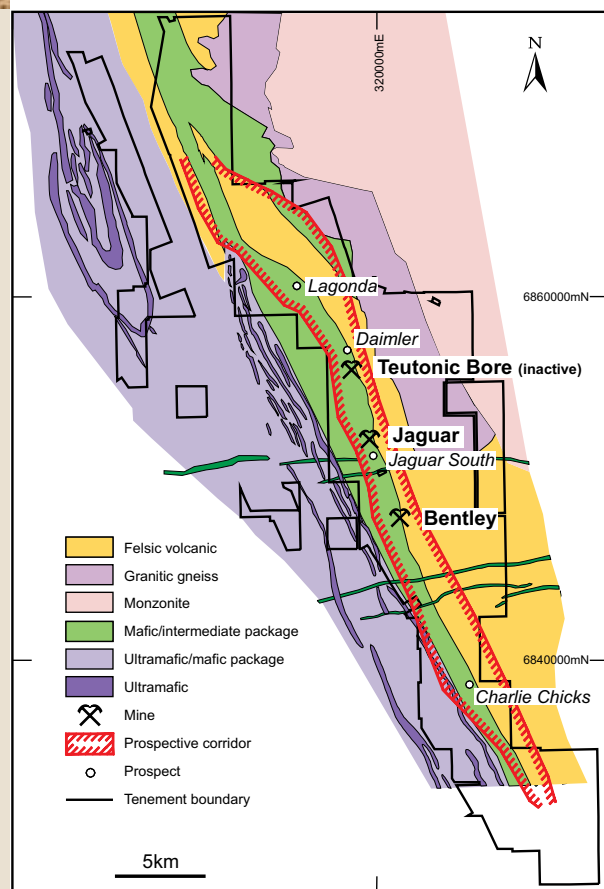 320000mE
N
Lagonda
6860000mN
Daimler
Teutonic Bore (inactive)
Jaguar
Jaguar South
Bentley
Felsic volcanic
Granitic gneiss
Monzonite
Mafic/intermediate package
Ultramafic/mafic package
Ultramafic
Mine
Prospective corridor
Prospect
Tenement boundary
6840000mN
Charlie Chicks
5km